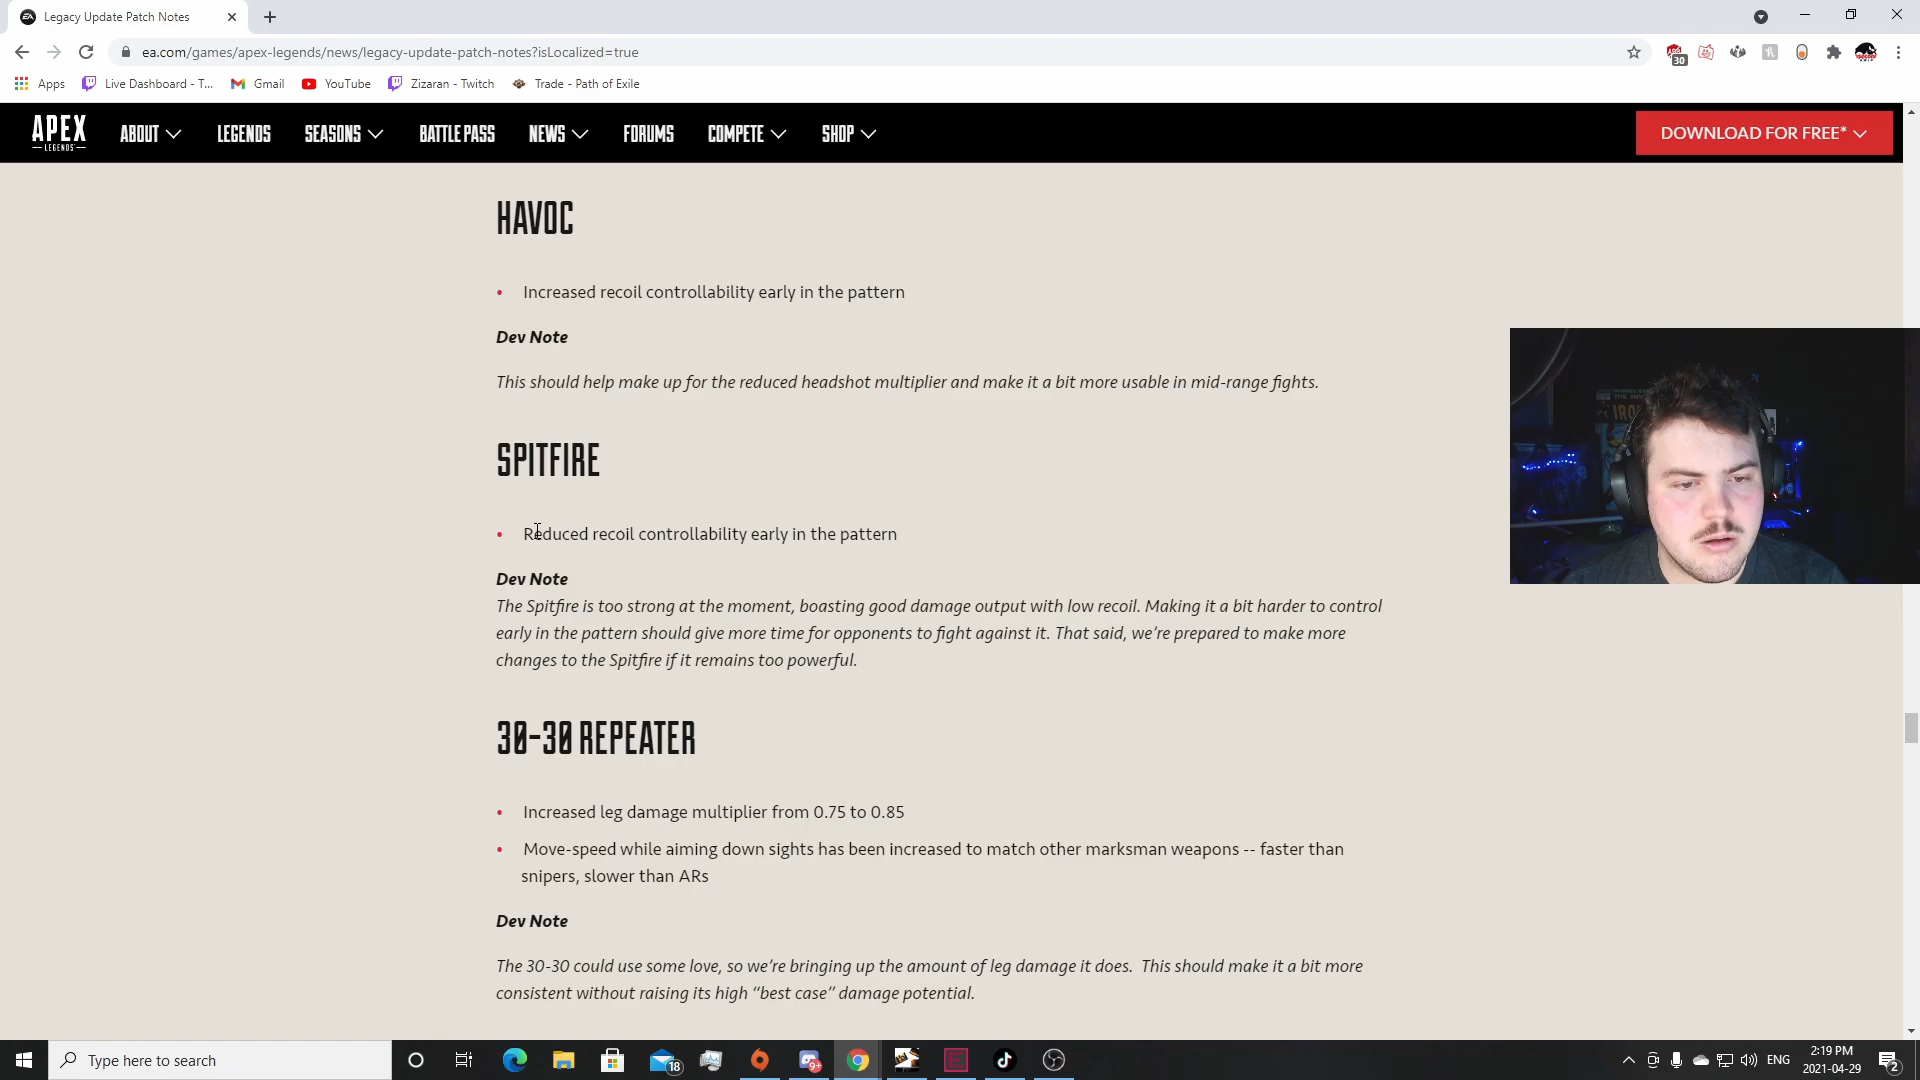 Legacy Update Patch Notes
ea.com/games/apex-legends/news/legacy-update-patch-notes?isLocalized=true
30
Apps
Live Dashboard - T...
Gmail
YouTube
Zizaran - Twitch
Trade - Path of Exile
APEX
LEGENDS
ABOUT
LEGENDS
SEASONS
BATTLE PASS
NEWS
FORUMS
COMPETE
SHOP
DOWNLOAD FOR FREE*
HAVOC
• Increased recoil controllability early in the pattern
Dev Note
This should help make up for the reduced headshot multiplier and make it a bit more usable in mid-range fights.
SPITFIRE
• Reduced recoil controllability early in the pattern
Dev Note
The Spitfire is too strong at the moment, boasting good damage output with low recoil. Making it a bit harder to control
early in the pattern should give more time for opponents to fight against it. That said, we’re prepared to make more
changes to the Spitfire if it remains too powerful.
30-30 REPEATER
• Increased leg damage multiplier from 0.75 to 0.85
• Move-speed while aiming down sights has been increased to match other marksman weapons -- faster than
snipers, slower than ARs
Dev Note
The 30-30 could use some love, so we’re bringing up the amount of leg damage it does. This should make it a bit more
consistent without raising its high “best case” damage potential.
Type here to search
18
9+
ENG
2:19 PM
2021-04-29
2